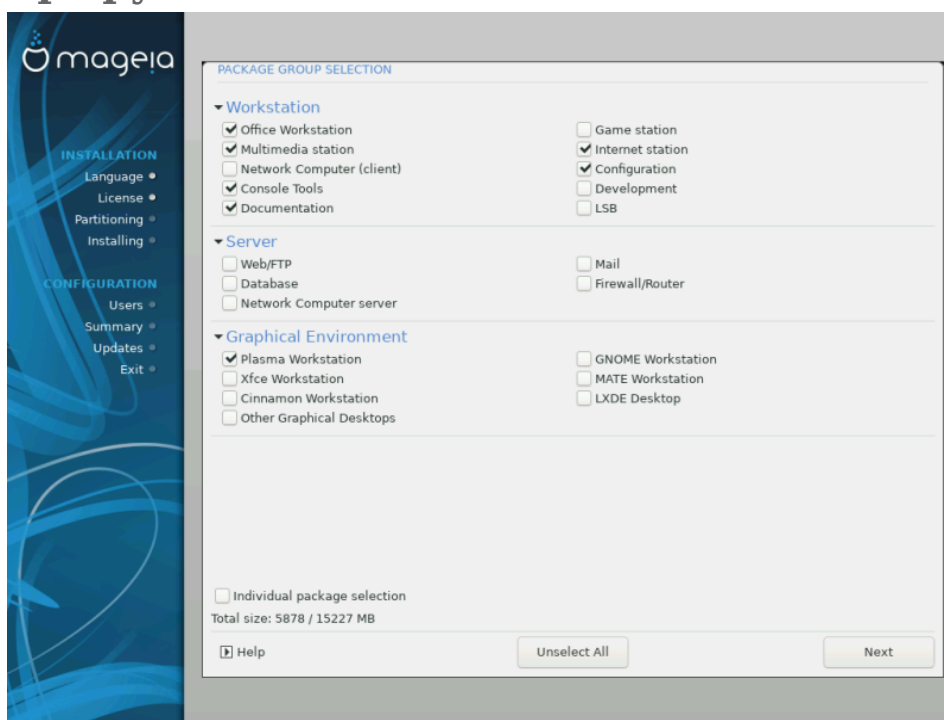 mageia
INSTALLATION
Language
License
Partitioning
Installing
CONFIGURATION
Users
Summary
Updates
Exit
PACKAGE GROUP SELECTION
Workstation
Office Workstation
Game station
Multimedia station
Internet station
Network Computer (client)
Configuration
Console Tools
Development
Documentation
LSB
Server
Web/FTP
Mail
Database
Firewall/Router
Network Computer server
Graphical Environment
Plasma Workstation
GNOME Workstation
Xfce Workstation
MATE Workstation
Cinnamon Workstation
LXDE Desktop
Other Graphical Desktops
Individual package selection
Total size: 5878 / 15227 MB
Help
Unselect All
Next